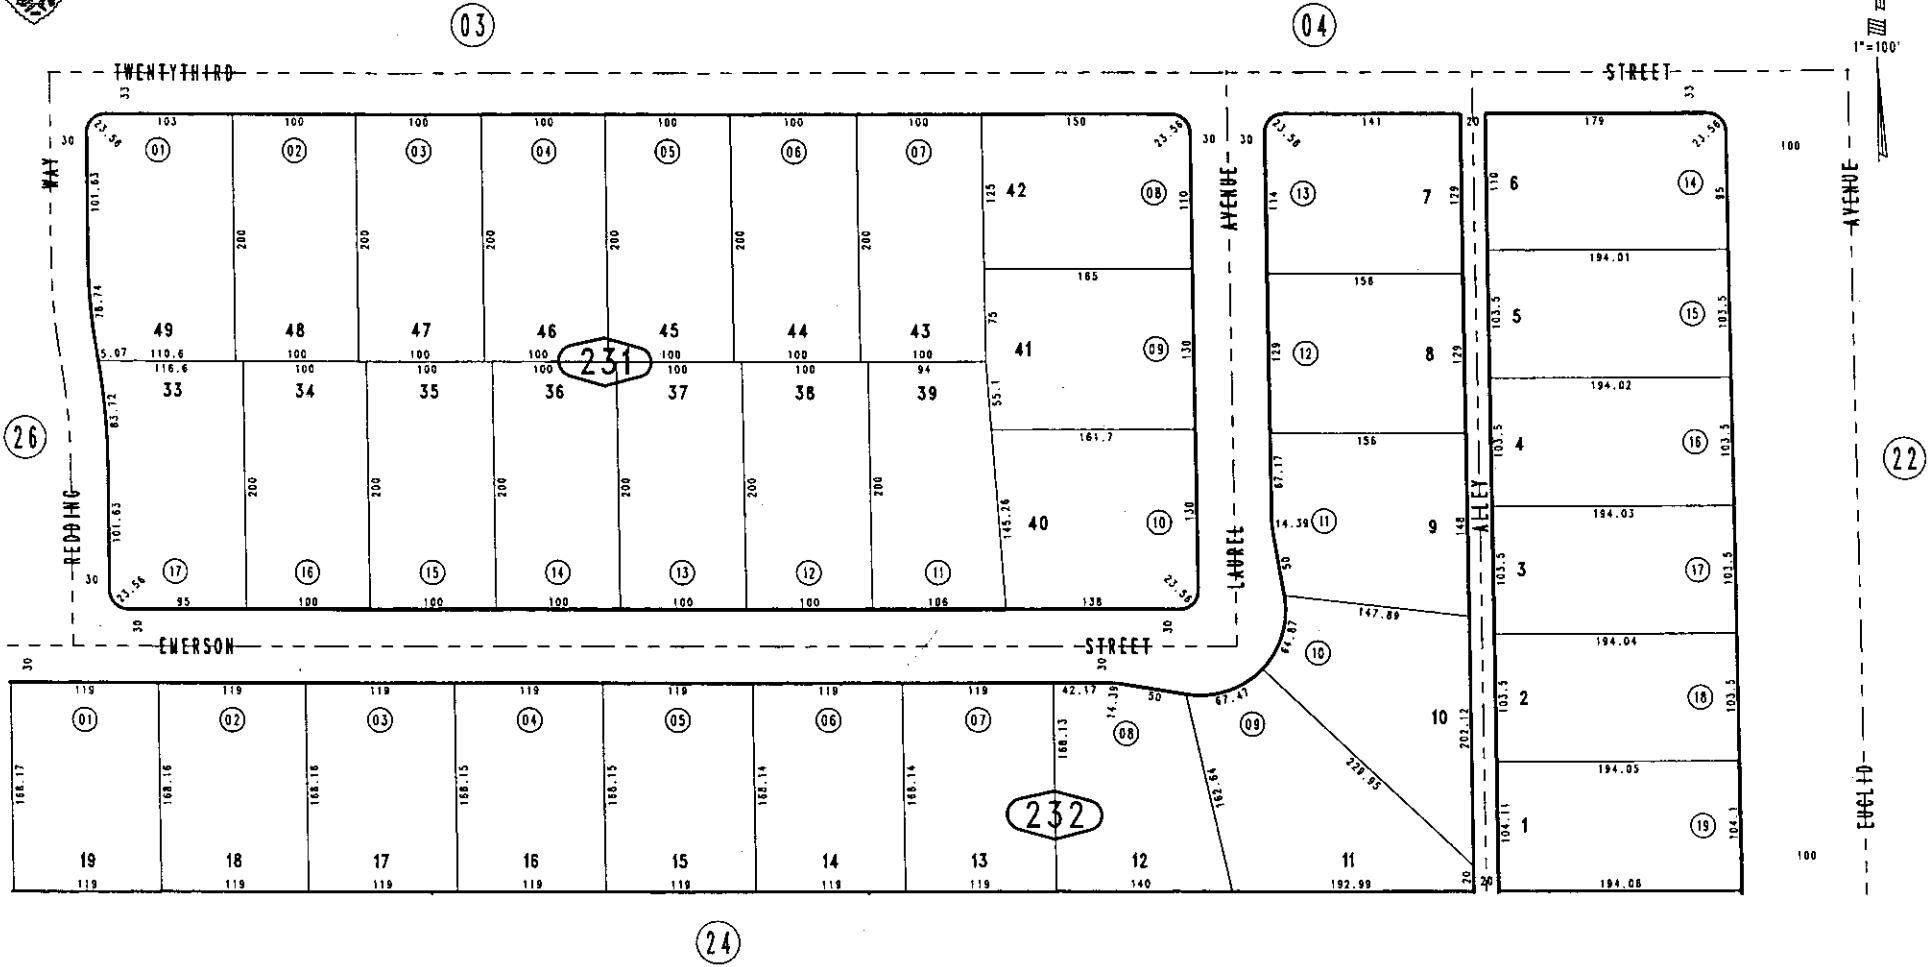 03 04
1"=100'
TWENTYTHIRD STREET
33 33
23.56 103 100 100 100 100 100 100 150 23.56 23.56 141 20 179 23.56
30 01 02 03 04 05 06 07 30 30 100
WAY 101.63 125 42 08 110 AVENUE 114 13 7 129 110 6 14 95 AVENUE
200 200 200 200 200 200
165 156 194.01
76.74 75 103.5 5 15 103.5
49 48 47 46 45 44 43
41 09 130 129 12 8 129
5.07 110.6 100 100 100 100 100 100
231
116.6 100 100 100 100 100 94
33 34 35 36 37 38 39
55.1 194.02
26 63.72 161.7 156 103.5 4 16 103.5 22
67.17
200 200 200 200 200 200
REDDING 101.63 145.26 40 10 130 14.39 11 9 148 ALLEY 194.03
LAUREL 50
30 17 16 15 14 13 12 11 103.5 3 17 103.5
23.56 95 100 100 100 100 100 106 138 23.56
147.89
30 30
EMERSON STREET
64.87 10 194.04
30 30
119 119 119 119 119 119 119 42.17 50 67.47
01 02 03 04 05 06 07 08 09 10 202.12 103.5 2 18 103.5
168.17 168.16 168.16 168.15 168.15 168.14 168.14 168.13 162.64 229.95
194.05
232
EUCLID
104.11 1 19 104.1
19 18 17 16 15 14 13 12 11 100
119 119 119 119 119 119 119 140 192.99 20 20 194.06
24